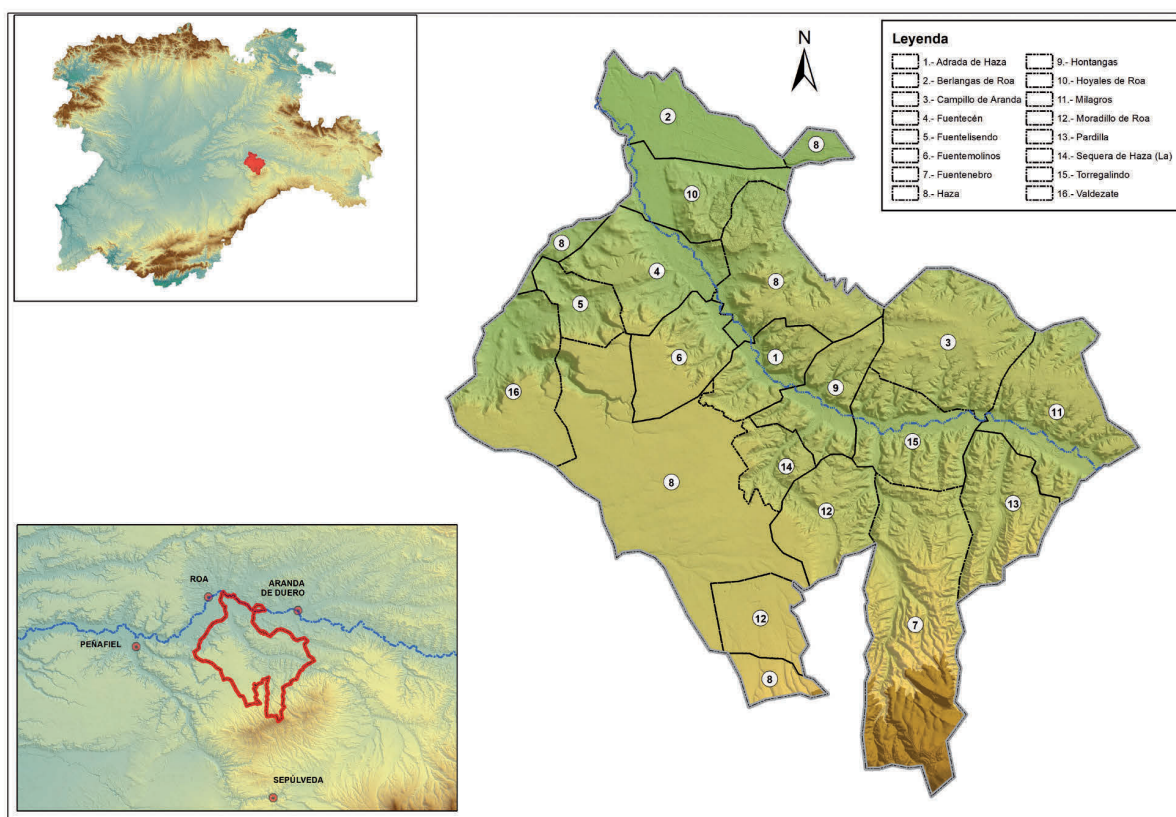 N
Leyenda
1.- Adrada de Haza
2.- Berlangas de Roa
3.- Campillo de Aranda
4.- Fuentecén
5.- Fuentelisendo
6.- Fuentemolinos
7.- Fuentenebro
8.- Haza
9.- Hontangas
10.- Hoyales de Roa
11.- Milagros
12.- Moradillo de Roa
13.- Pardilla
14.- Sequera de Haza (La)
15.- Torregalindo
16.- Valdezate
2
8
10
8
4
5
8
3
6
1
9
16
11
15
14
8
13
12
7
12
8
ROA
ARANDA
DE DUERO
PEÑAFIEL
SEPÚLVEDA